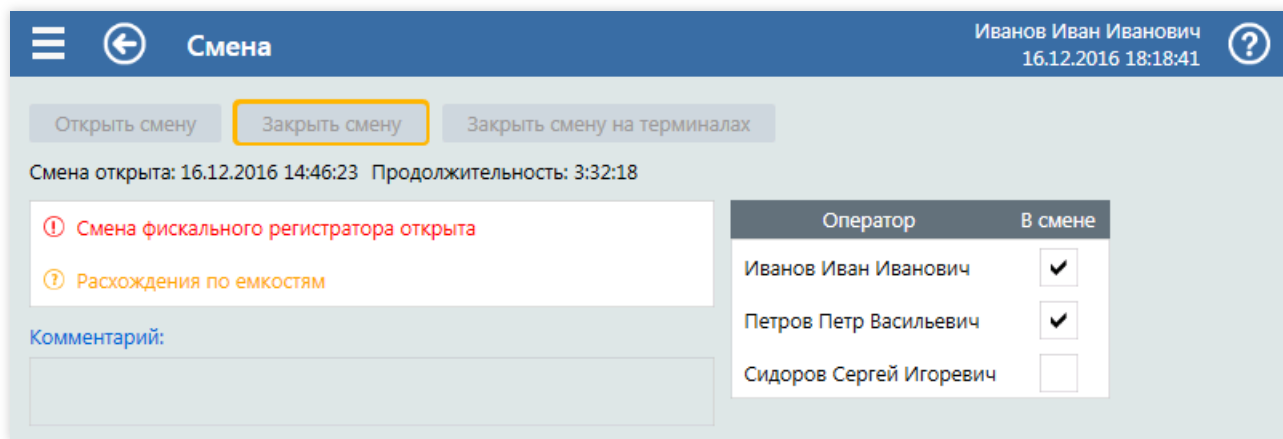 Смена
Иванов Иван Иванович
16.12.2016 18:18:41
Открыть смену Закрыть смену Закрыть смену на терминалах
Смена открыта: 16.12.2016 14:46:23 Продолжительность: 3:32:18
Смена фискального регистратора открыта
Расхождения по емкостям
Комментарий:
Оператор В смене
Иванов Иван Иванович
Петров Петр Васильевич
Сидоров Сергей Игоревич